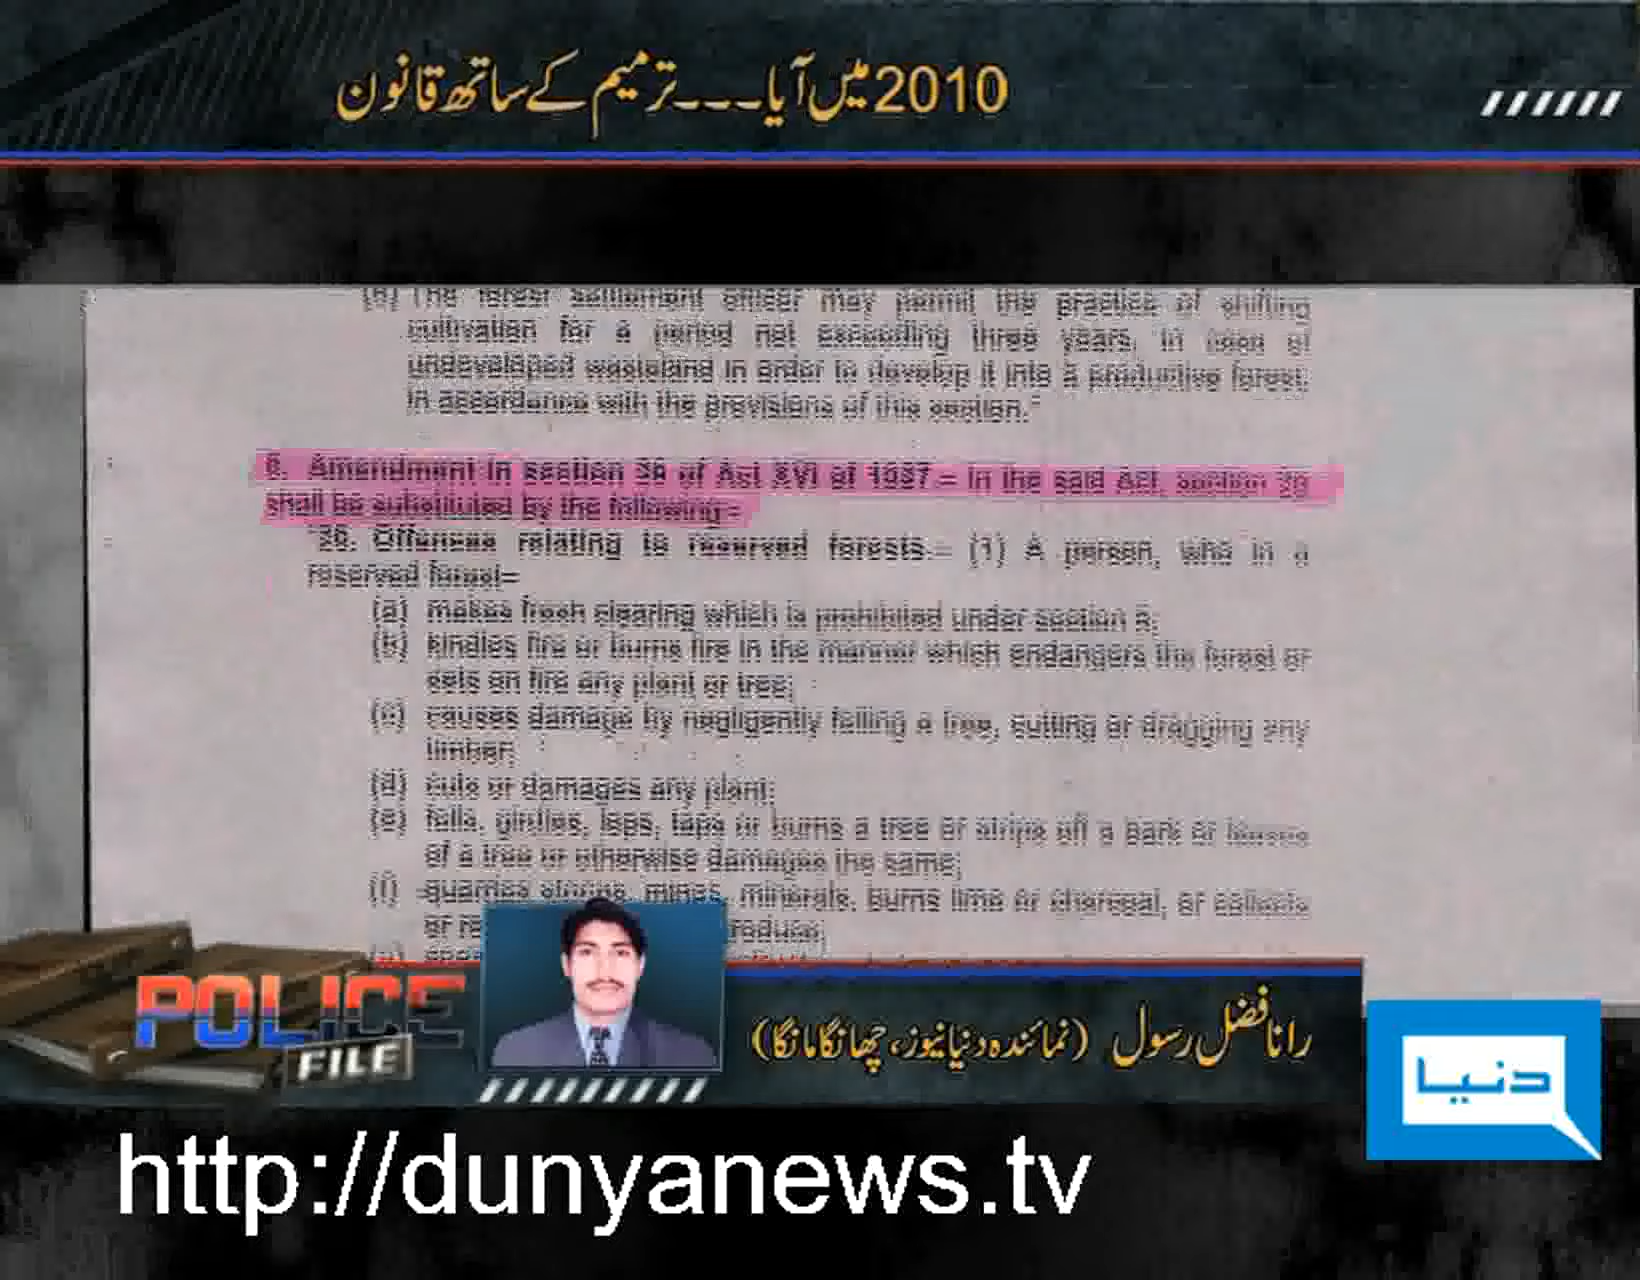 2010 میں آیا۔۔۔ترمیم کے ساتھ قانون
The forest settlement officer may permit the practice of shifting
cultivation for a period not exceeding three years, in case of
undeveloped wasteland in order to develop it into a productive forest,
in accordance with the provisions of this section."
6. Amendment in section 26 of Act XVI of 1927.– In the said Act, section 26
shall be substituted by the following:–
"26. Offences relating to reserved forests.– (1) A person, who in a
reserved forest–
(a) makes fresh clearing which is prohibited under section 5;
(b) kindles fire or burns fire in the manner which endangers the forest or
sets on fire any plant or tree;
(c) causes damage by negligently felling a tree, cutting or dragging any
timber;
(d) cuts or damages any plant;
(e) fells, girdles, lops, taps or burns a tree or strips off a bark or leaves
of a tree or otherwise damages the same;
(f) quarries stones, mines, minerals, burns lime or charcoal, or collects
or
POLICE
FILE
رانا فضل رسول (نمائندہ دنیا نیوز، چھانگا مانگا)
دنیا
http://dunyanews.tv